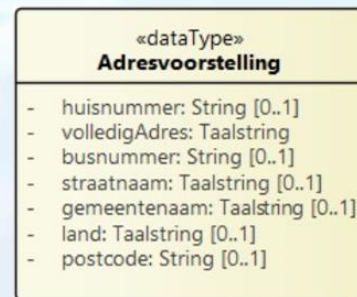 «dataType»
Adresvoorstelling
- huisnummer: String [0..1]
- volledigAdres: Taalstring
- busnummer: String [0..1]
- straatnaam: Taalstring [0..1]
- gemeentenaam: Taalstring [0..1]
- land: Taalstring [0..1]
- postcode: String [0..1]